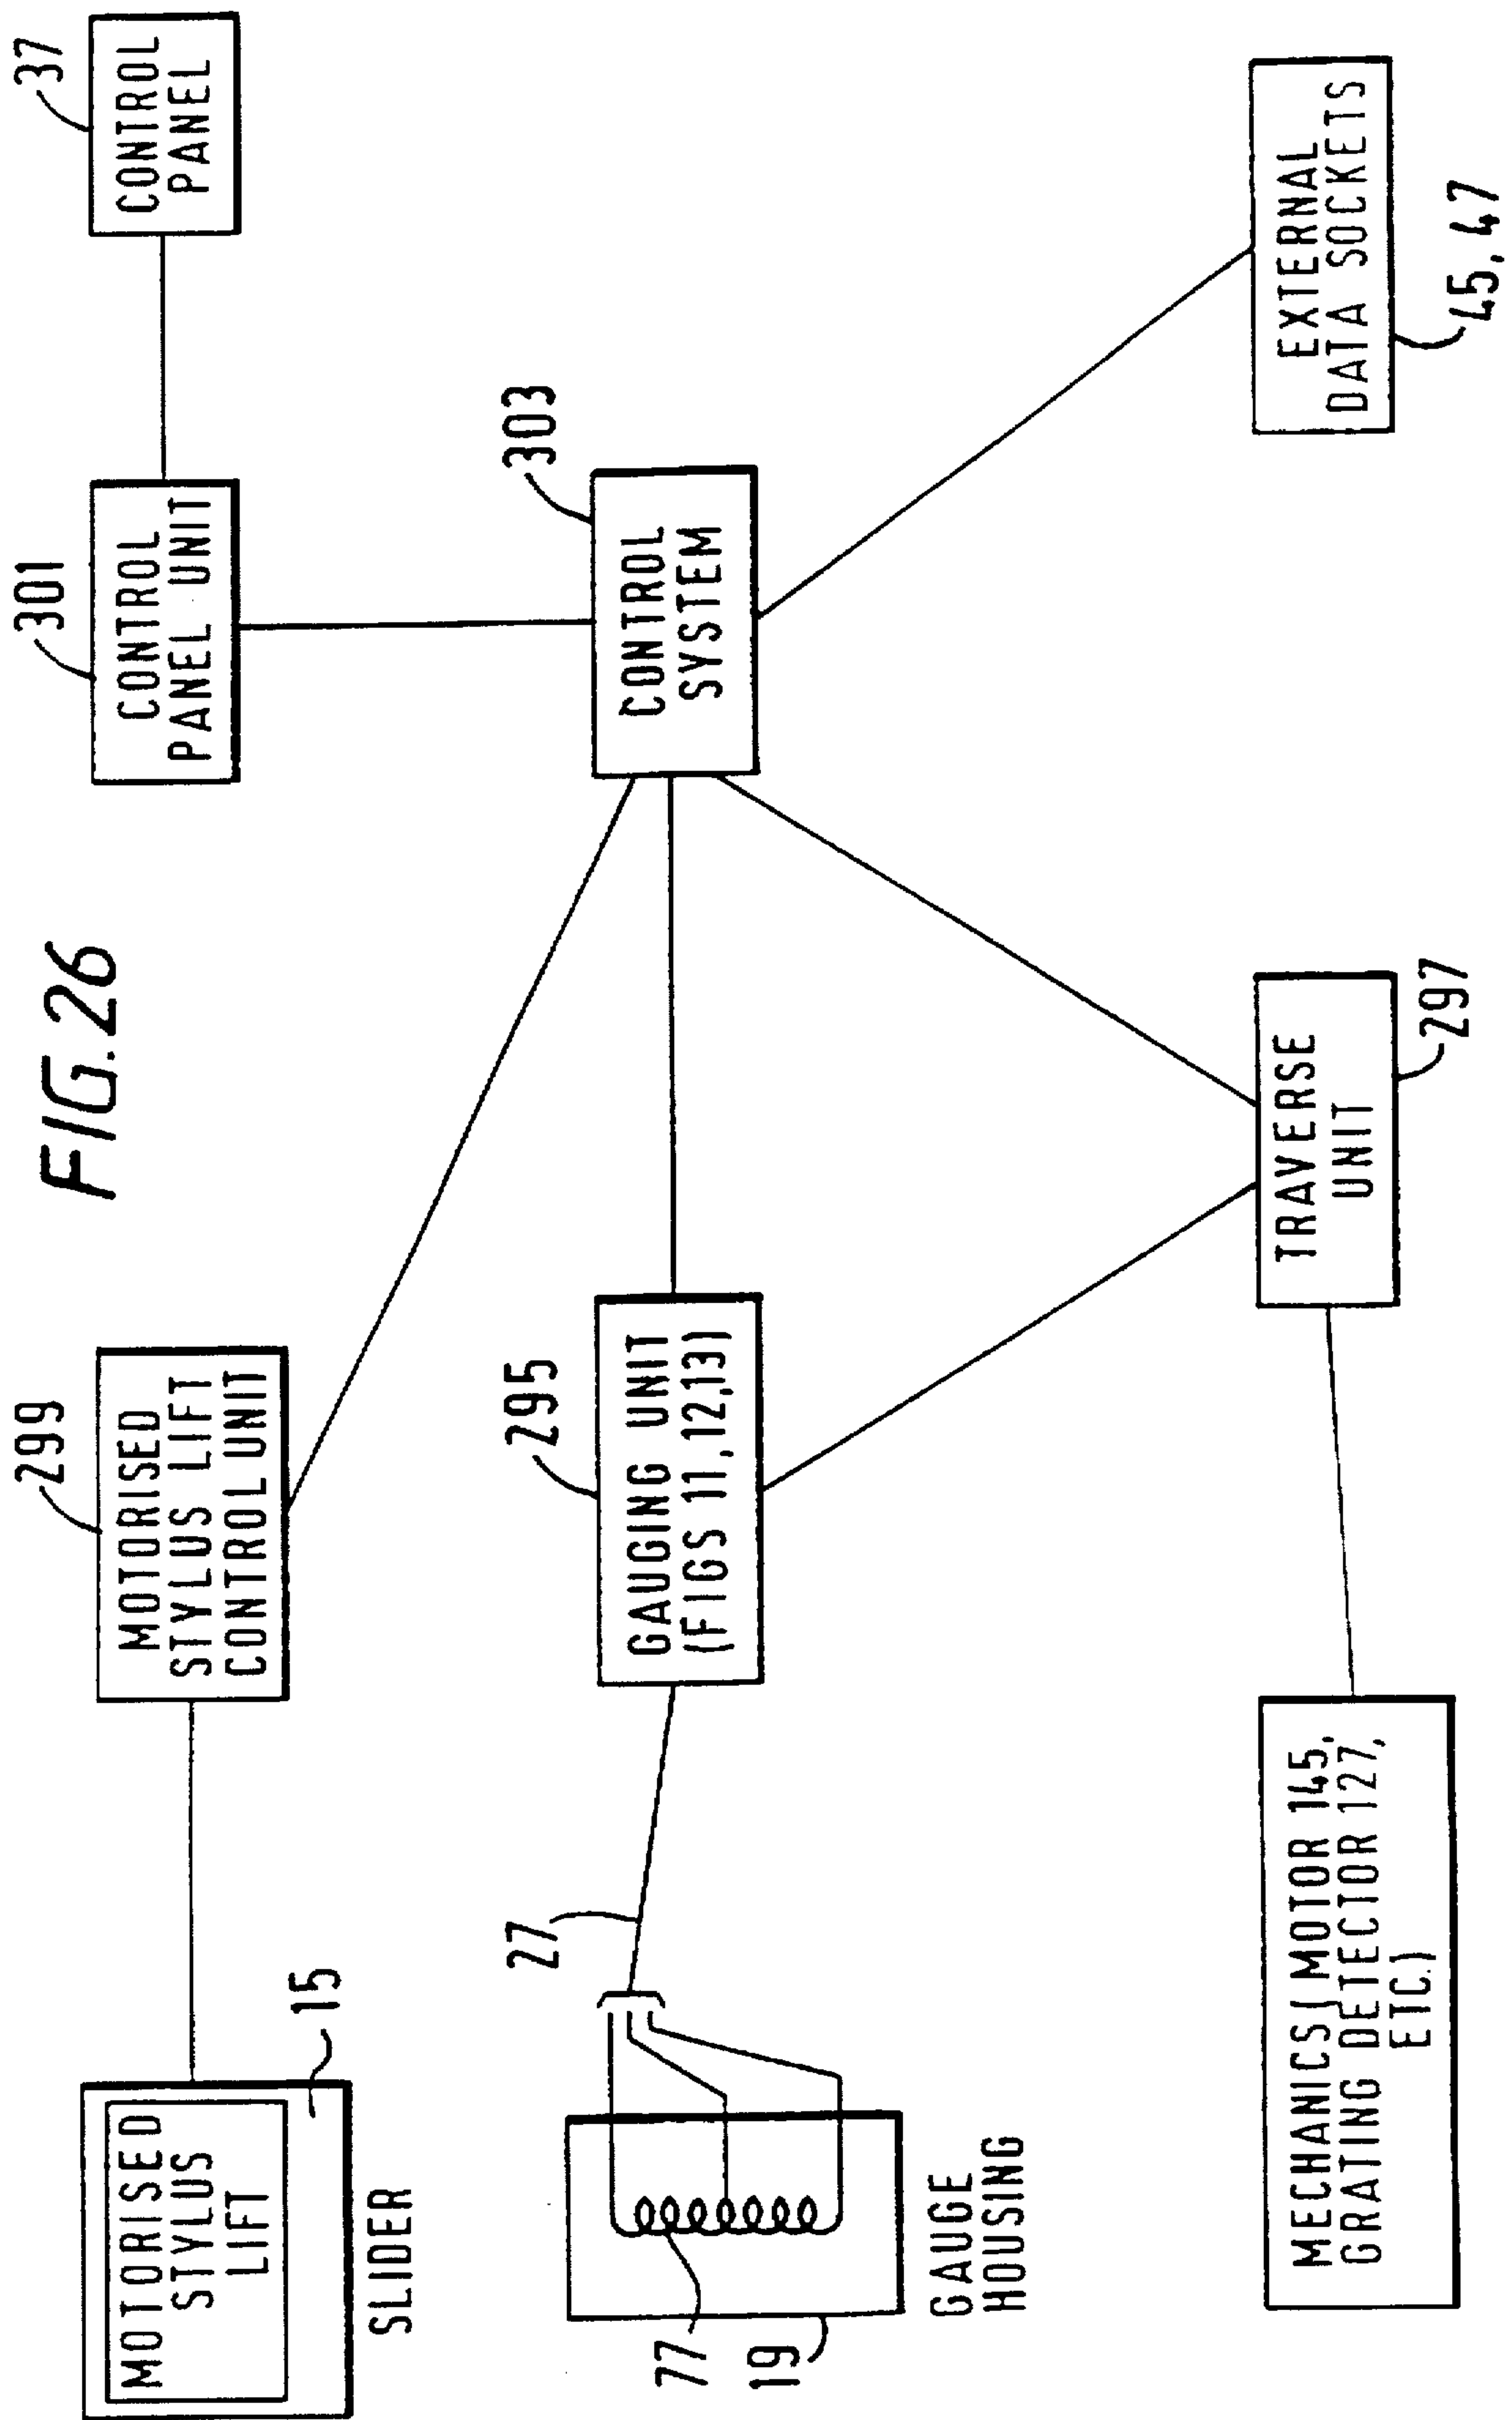 FIG.26
MOTORISED
STYLUS
LIFT
15
SLIDER
299
MOTORISED
STYLUS LIFT
CONTROL UNIT
301
CONTROL
PANEL UNIT
37
CONTROL
PANEL
77
19
GAUGE
HOUSING
27
295
GAUGING UNIT
(FIGS 11,12,13)
303
CONTROL
SYSTEM
MECHANICS(MOTOR 145,
GRATING DETECTOR 127,
ETC.)
TRAVERSE
UNIT
297
EXTERNAL
DATA SOCKETS
45,47